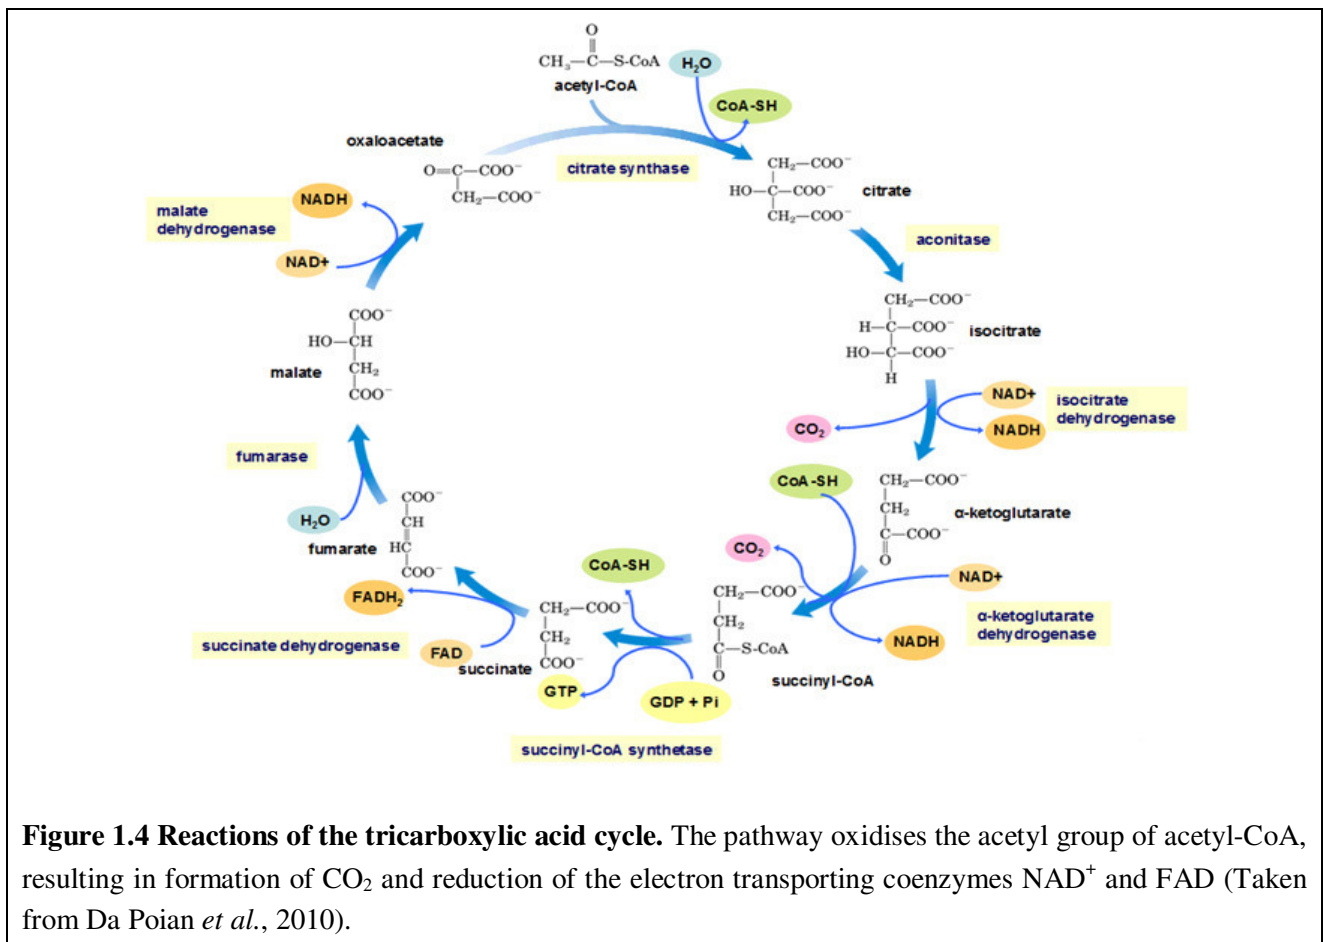 O
CH₃—C—S-CoA
acetyl-CoA
H₂O
CoA-SH
oxaloacetate
O=C—COO⁻
CH₂—COO⁻
citrate synthase
CH₂—COO⁻
HO—C—COO⁻
CH₂—COO⁻
citrate
aconitase
CH₂—COO⁻
H—C—COO⁻
HO—C—COO⁻
H
isocitrate
NAD+
NADH
isocitrate
dehydrogenase
CO₂
CH₂—COO⁻
CH₂
C—COO⁻
O
α-ketoglutarate
CoA-SH
CO₂
NAD+
NADH
α-ketoglutarate
dehydrogenase
CH₂—COO⁻
CH₂
C—S-CoA
O
succinyl-CoA
CoA-SH
GDP + Pi
GTP
succinyl-CoA synthetase
CH₂—COO⁻
CH₂
COO⁻
succinate
FAD
FADH₂
succinate dehydrogenase
COO⁻
CH
HC
COO⁻
fumarate
H₂O
fumarase
COO⁻
HO—CH
CH₂
COO⁻
malate
NAD+
NADH
malate
dehydrogenase
Figure 1.4 Reactions of the tricarboxylic acid cycle. The pathway oxidises the acetyl group of acetyl-CoA,
resulting in formation of CO₂ and reduction of the electron transporting coenzymes NAD⁺ and FAD (Taken
from Da Poian et al., 2010).